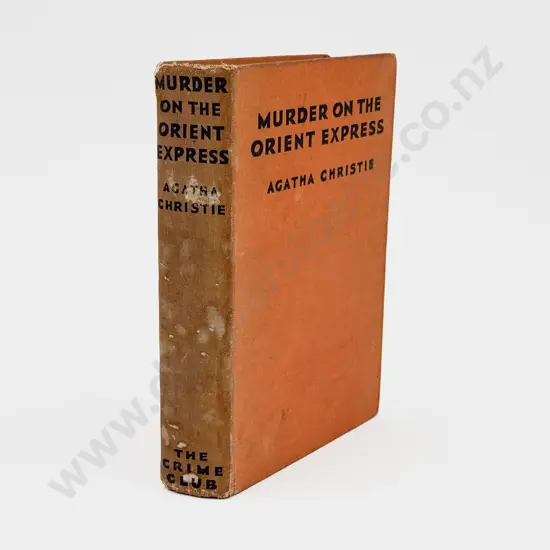 MURDER
ON THE
ORIENT
EXPRESS
AGATHA
CHRISTIE
THE
CRIME
CLUB
MURDER ON THE
ORIENT EXPRESS
AGATHA CHRISTIE